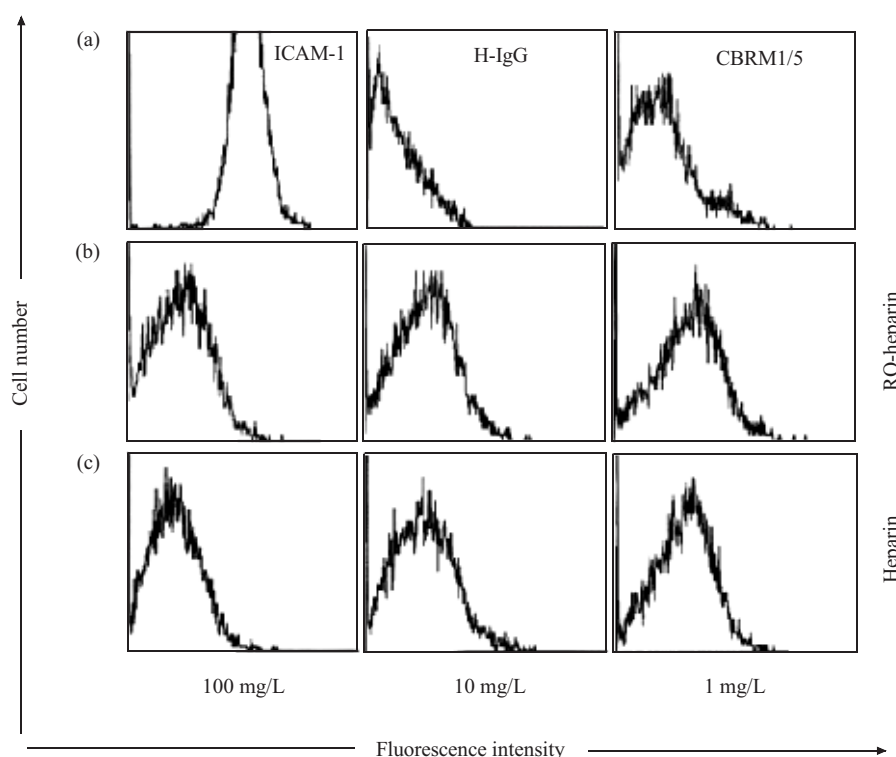 (a)
ICAM-1
H-IgG
CBRM1/5
(b)
RO-heparin
(c)
Heparin
Cell number
100 mg/L
10 mg/L
1 mg/L
Fluorescence intensity